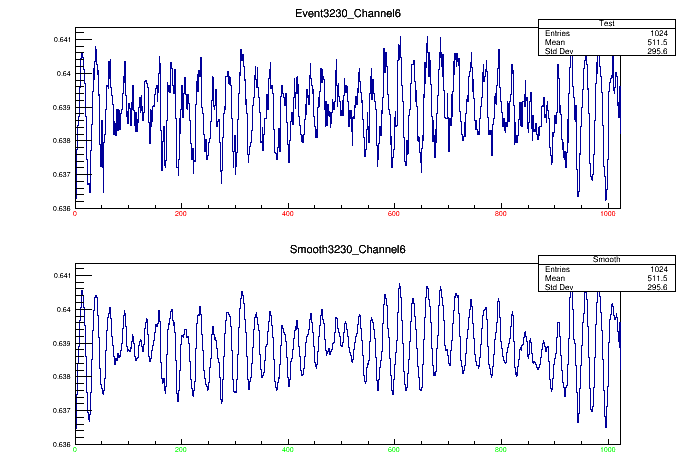 Event3230_Channel6
Test
Entries 1024
Mean 511.5
Std Dev 295.6
0.641
0.64
0.639
0.638
0.637
0.636
0 200 400 600 800 1000
Smooth3230_Channel6
Smooth
Entries 1024
Mean 511.5
Std Dev 295.6
0.641
0.64
0.639
0.638
0.637
0.636
0 200 400 600 800 1000